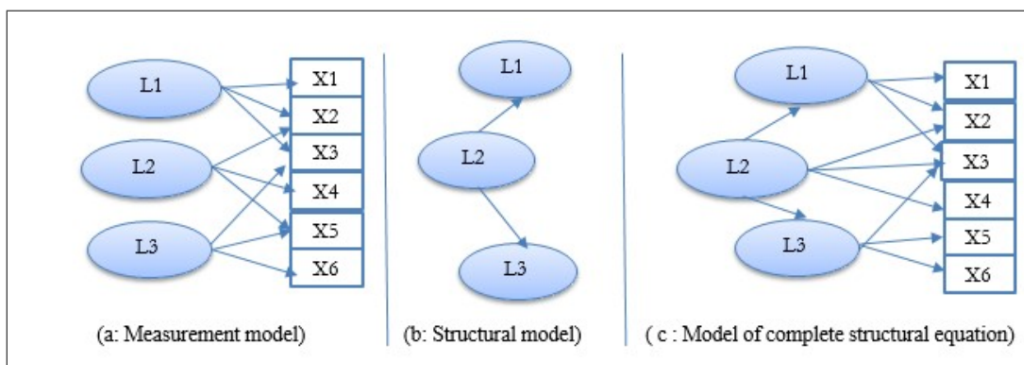 L1
L2
L3
X1
X2
X3
X4
X5
X6
(a: Measurement model)
L1
L2
L3
(b: Structural model)
L1
L2
L3
X1
X2
X3
X4
X5
X6
( c : Model of complete structural equation)